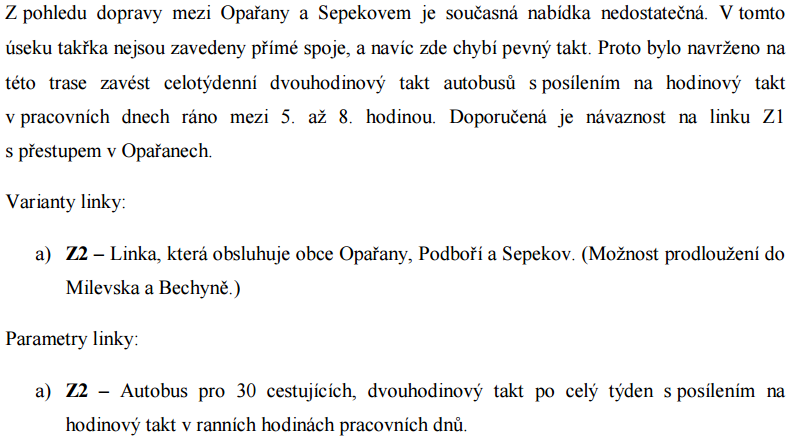 Z pohledu dopravy mezi Opařany a Sepekovem je současná nabídka nedostatečná. V tomto
úseku takřka nejsou zavedeny přímé spoje, a navíc zde chybí pevný takt. Proto bylo navrženo na
této trase zavést celotýdenní dvouhodinový takt autobusů s posílením na hodinový takt
v pracovních dnech ráno mezi 5. až 8. hodinou. Doporučená je návaznost na linku Z1
s přestupem v Opařanech.
Varianty linky:
a) Z2 – Linka, která obsluhuje obce Opařany, Podboří a Sepekov. (Možnost prodloužení do
Milevska a Bechyně.)
Parametry linky:
a) Z2 – Autobus pro 30 cestujících, dvouhodinový takt po celý týden s posílením na
hodinový takt v ranních hodinách pracovních dnů.